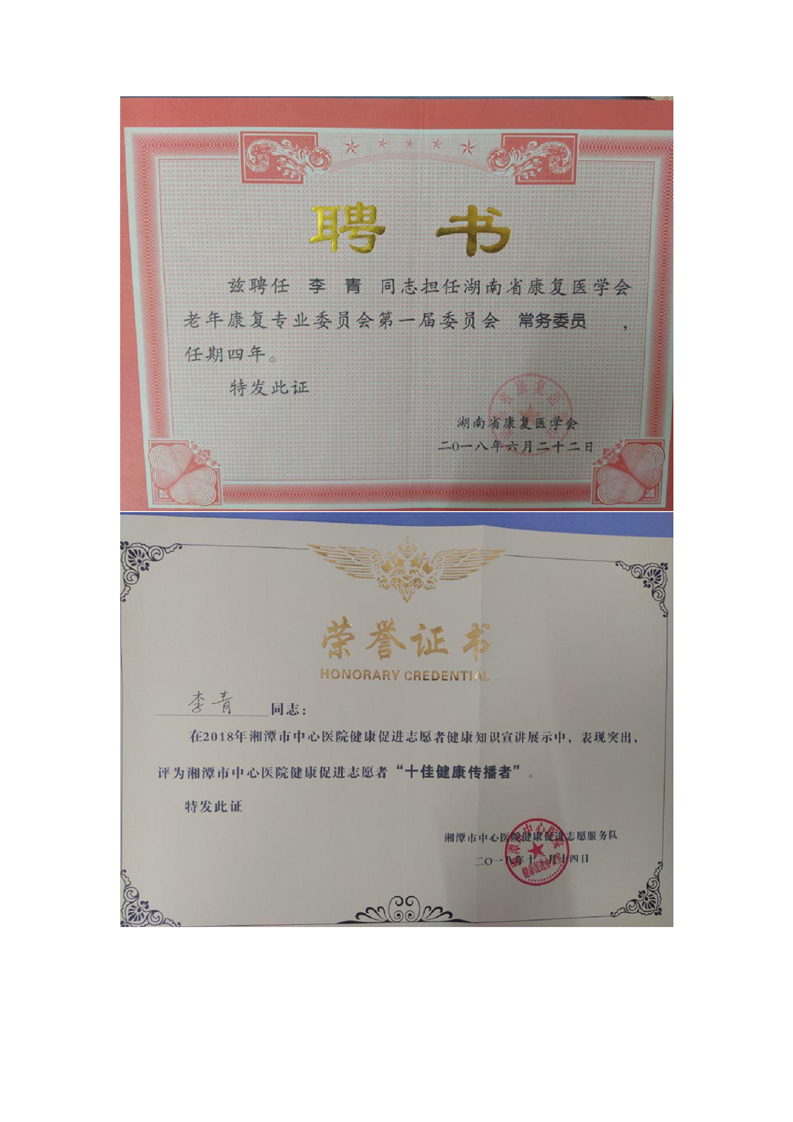 聘 书
兹聘任 李 青 同志担任湖南省康复医学会
老年康复专业委员会第一届委员会 常务委员 ，
任期四年。
特发此证
湖南省康复医学会
二〇一八年六月二十二日
荣誉证书
HONORARY CREDENTIAL
李青 同志：
在2018年湘潭市中心医院健康促进志愿者健康知识宣讲展示中，表现突出，
评为湘潭市中心医院健康促进志愿者“十佳健康传播者”。
特发此证
湘潭市中心医院健康促进志愿服务队